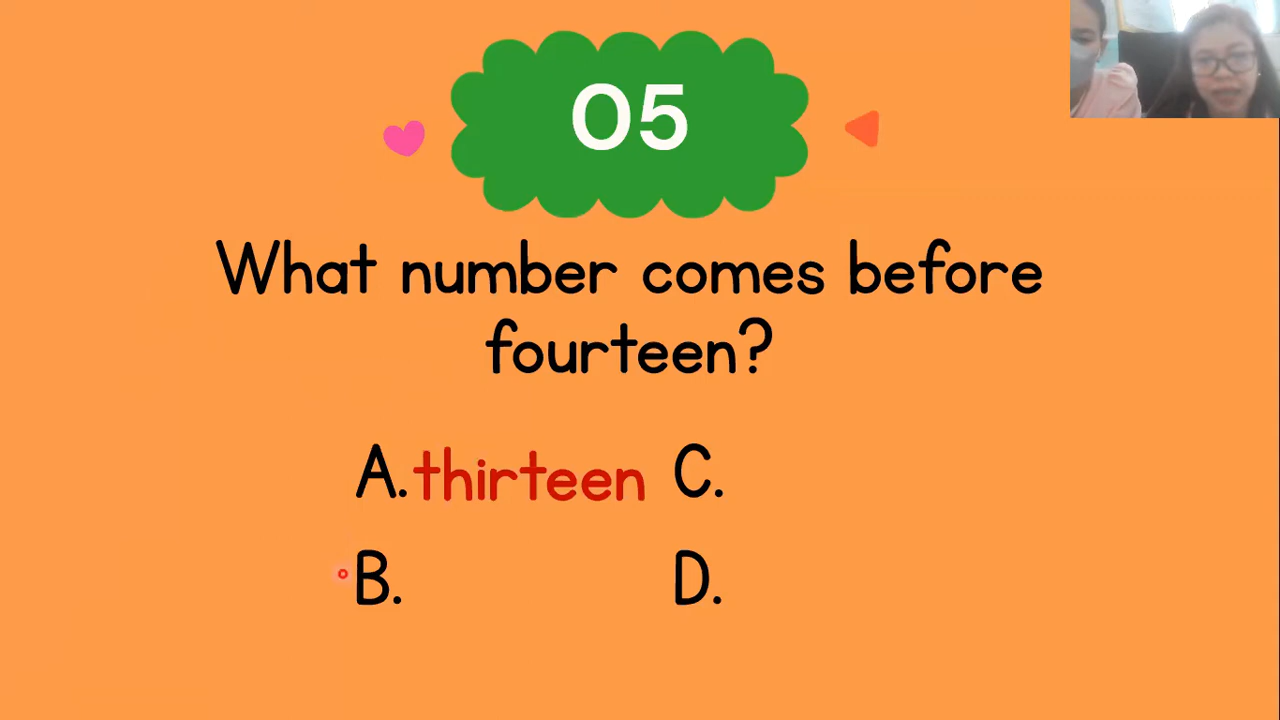 05
What number comes before
fourteen?
A. thirteen C.
B. D.